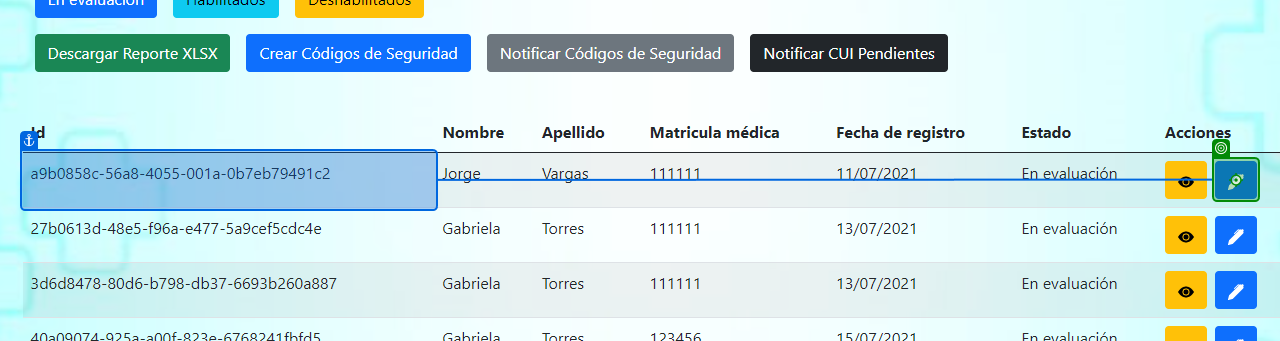 En evaluación Habilitados Deshabilitados
Descargar Reporte XLSX Crear Códigos de Seguridad Notificar Códigos de Seguridad Notificar CUI Pendientes
Id Nombre Apellido Matricula médica Fecha de registro Estado Acciones
a9b0858c-56a8-4055-001a-0b7eb79491c2 Jorge Vargas 111111 11/07/2021 En evaluación
27b0613d-48e5-f96a-e477-5a9cef5cdc4e Gabriela Torres 111111 13/07/2021 En evaluación
3d6d8478-80d6-b798-db37-6693b260a887 Gabriela Torres 111111 13/07/2021 En evaluación
40a09074-925a-a00f-823e-6768241fbfd5 Gabriela Torres 123456 15/07/2021 En evaluación